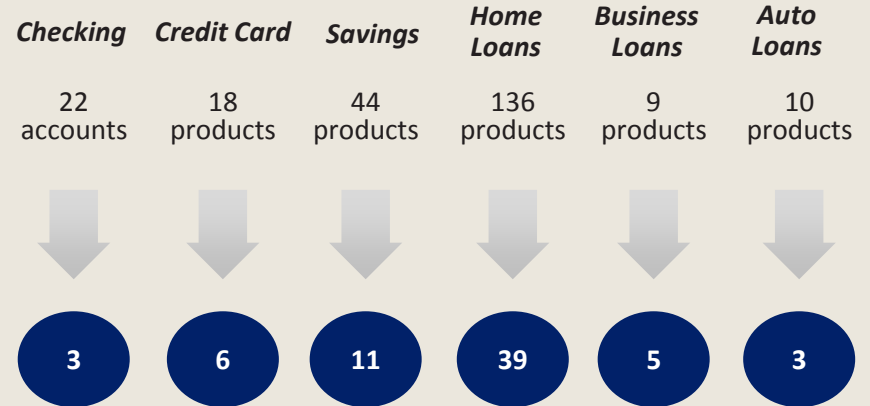 Checking
Credit Card
Savings
Home
Loans
Business
Loans
Auto
Loans
22
accounts
18
products
44
products
136
products
9
products
10
products
3
6
11
39
5
3